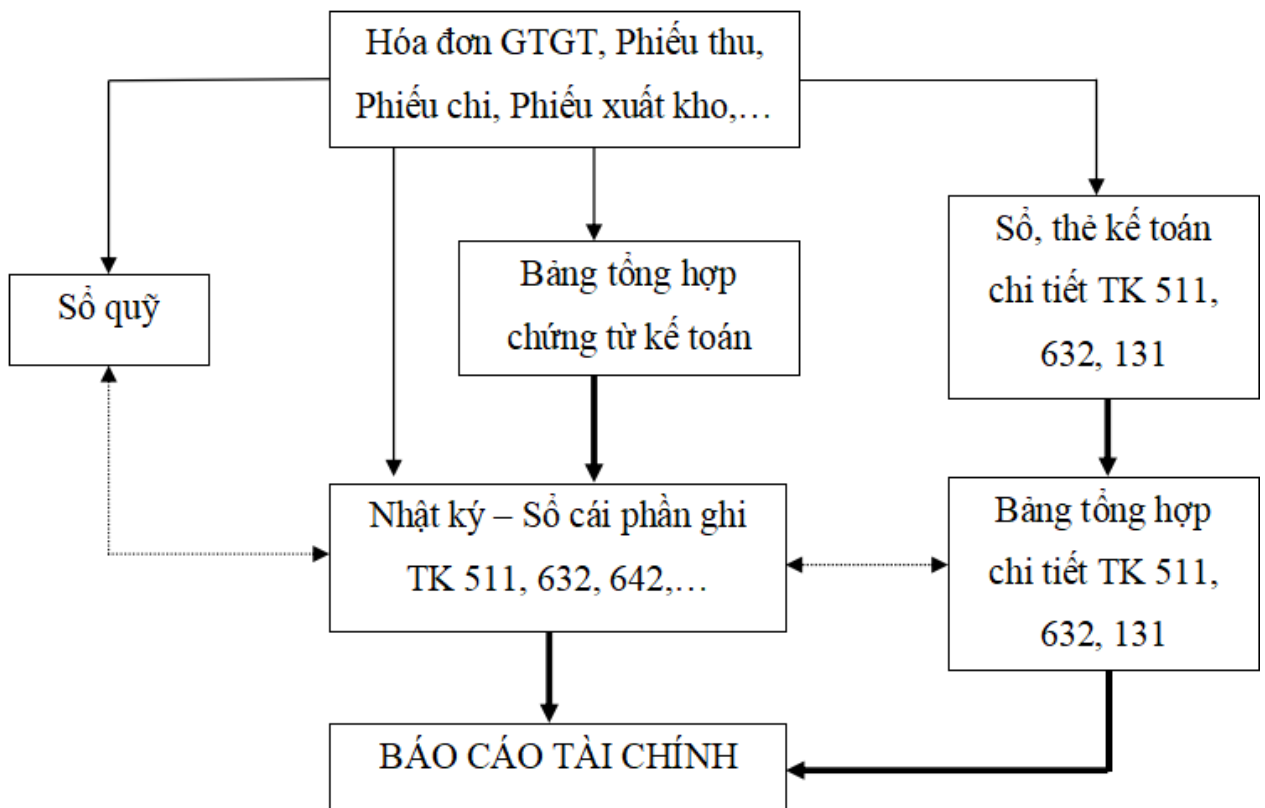 Hóa đơn GTGT, Phiếu thu,
Phiếu chi, Phiếu xuất kho,…
Sổ quỹ
Bảng tổng hợp
chứng từ kế toán
Sổ, thẻ kế toán
chi tiết TK 511,
632, 131
Nhật ký – Sổ cái phần ghi
TK 511, 632, 642,…
Bảng tổng hợp
chi tiết TK 511,
632, 131
BÁO CÁO TÀI CHÍNH